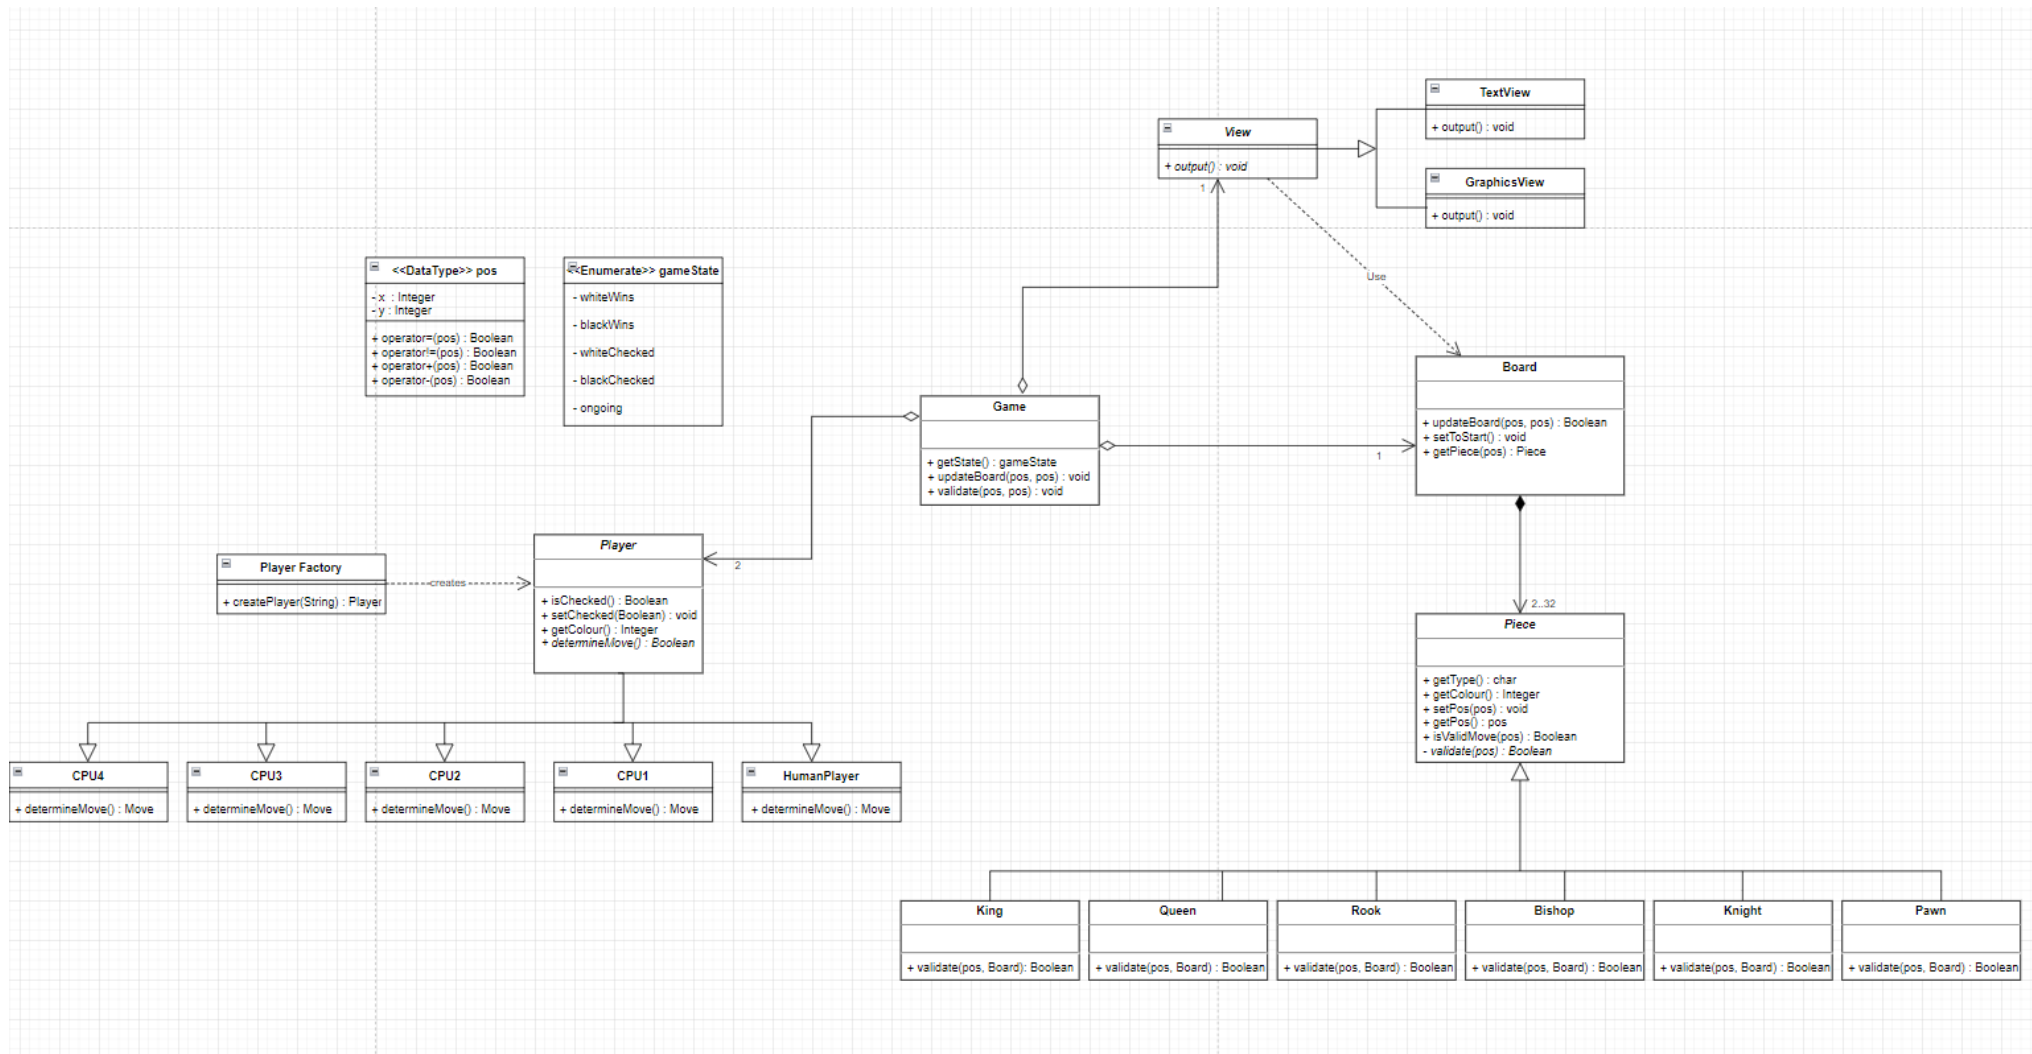 TextView
+ output() : void
View
+ output() : void
1
GraphicsView
+ output() : void
Use
<<DataType>> pos
- x : Integer
- y : Integer
+ operator=(pos) : Boolean
+ operator!=(pos) : Boolean
+ operator+(pos) : Boolean
+ operator-(pos) : Boolean
<<Enumerate>> gameState
- whiteWins
- blackWins
- whiteChecked
- blackChecked
- ongoing
Game
+ getState() : gameState
+ updateBoard(pos, pos) : void
+ validate(pos, pos) : void
1
Board
+ updateBoard(pos, pos) : Boolean
+ setToStart() : void
+ getPiece(pos) : Piece
Player Factory
+ createPlayer(String) : Player
creates
Player
+ isChecked() : Boolean
+ setChecked(Boolean) : void
+ getColour() : Integer
+ determineMove() : Boolean
2
2..32
Piece
+ getType() : char
+ getColour() : Integer
+ setPos(pos) : void
+ getPos() : pos
+ isValidMove(pos) : Boolean
- validate(pos) : Boolean
CPU4
+ determineMove() : Move
CPU3
+ determineMove() : Move
CPU2
+ determineMove() : Move
CPU1
+ determineMove() : Move
HumanPlayer
+ determineMove() : Move
King
+ validate(pos, Board): Boolean
Queen
+ validate(pos, Board) : Boolean
Rook
+ validate(pos, Board) : Boolean
Bishop
+ validate(pos, Board) : Boolean
Knight
+ validate(pos, Board) : Boolean
Pawn
+ validate(pos, Board) : Boolean